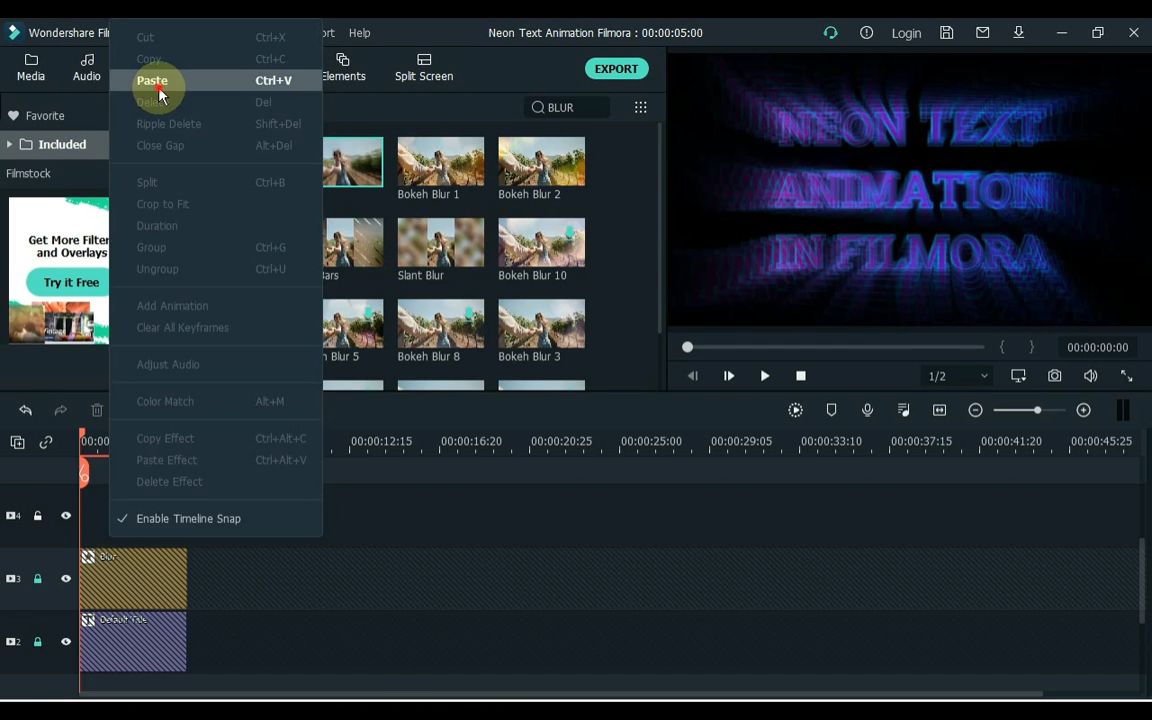 Wondershare Fil
ort
Help
Neon Text Animation Filmora : 00:00:05:00
Login
Media
Audio
Elements
Split Screen
EXPORT
Cut Ctrl+X
Copy Ctrl+C
Paste Ctrl+V
Delete Del
Ripple Delete Shift+Del
Close Gap Alt+Del
Split Ctrl+B
Crop to Fit
Duration
Group Ctrl+G
Ungroup Ctrl+U
Add Animation
Clear All Keyframes
Adjust Audio
Color Match Alt+M
Copy Effect Ctrl+Alt+C
Paste Effect Ctrl+Alt+V
Delete Effect
Enable Timeline Snap
Favorite
Included
Filmstock
Get More Filter
and Overlays
Try it Free
BLUR
Bokeh Blur 1
Bokeh Blur 2
Bars
Slant Blur
Bokeh Blur 10
h Blur 5
Bokeh Blur 8
Bokeh Blur 3
NEON TEXT
ANIMATION
IN FILMORA
{ } 00:00:00:00
1/2
00:00
00:00:12:15
00:00:16:20
00:00:20:25
00:00:25:00
00:00:29:05
00:00:33:10
00:00:37:15
00:00:41:20
00:00:45:25
4
3
Blur
2
Default Title